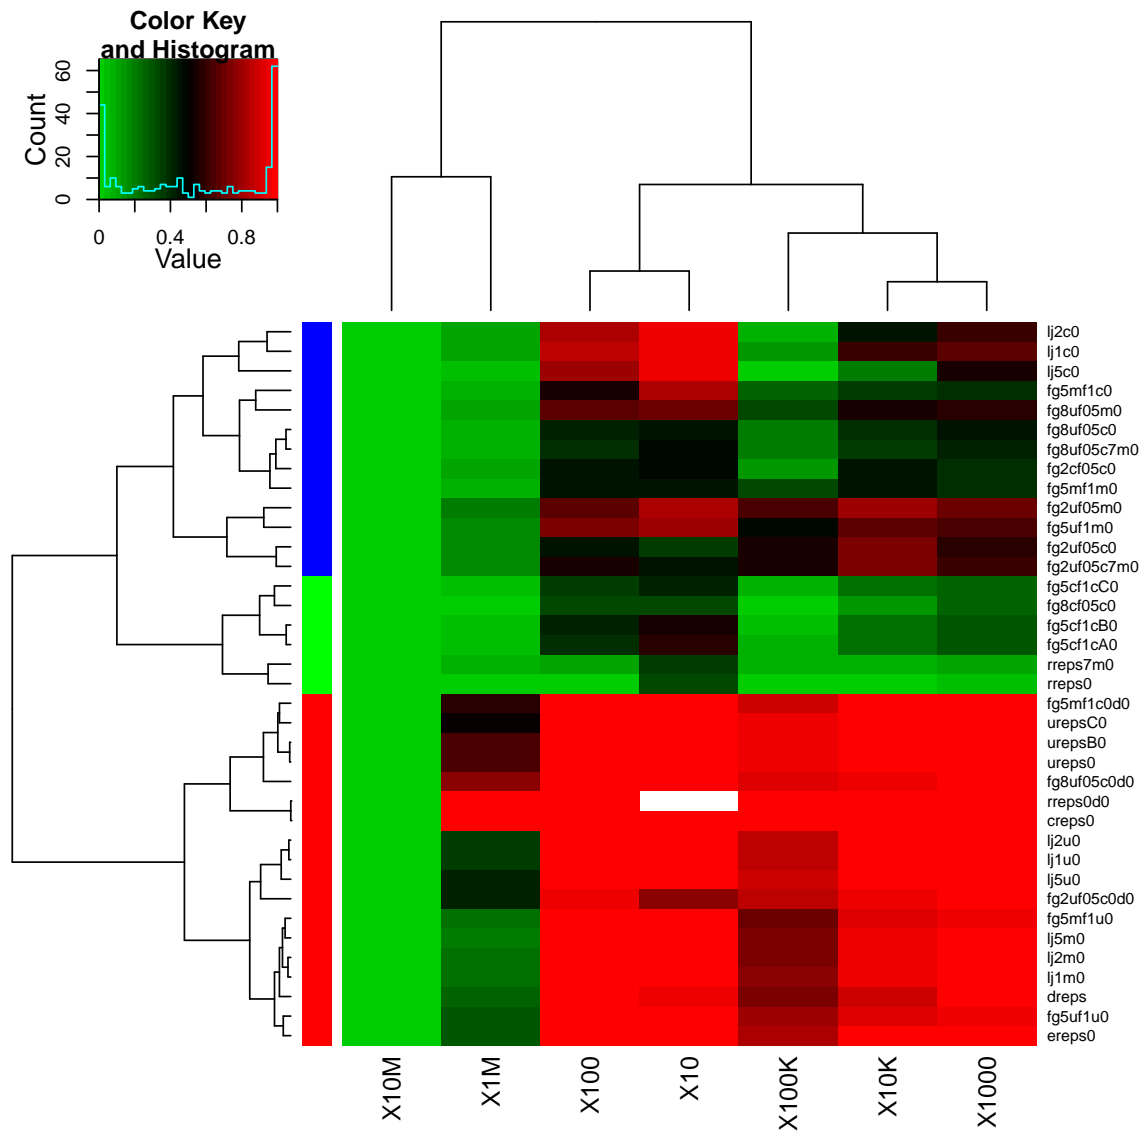 Color Key
and Histogram
Count
0
20
40
60
0
0.4
0.8
Value
lj2c0
lj1c0
lj5c0
fg5mf1c0
fg8uf05m0
fg8uf05c0
fg8uf05c7m0
fg2cf05c0
fg5mf1m0
fg2uf05m0
fg5uf1m0
fg2uf05c0
fg2uf05c7m0
fg5cf1cC0
fg8cf05c0
fg5cf1cB0
fg5cf1cA0
rreps7m0
rreps0
fg5mf1c0d0
urepsC0
urepsB0
ureps0
fg8uf05c0d0
rreps0d0
creps0
lj2u0
lj1u0
lj5u0
fg2uf05c0d0
fg5mf1u0
lj5m0
lj2m0
lj1m0
dreps
fg5uf1u0
ereps0
X10M
X1M
X100
X10
X100K
X10K
X1000